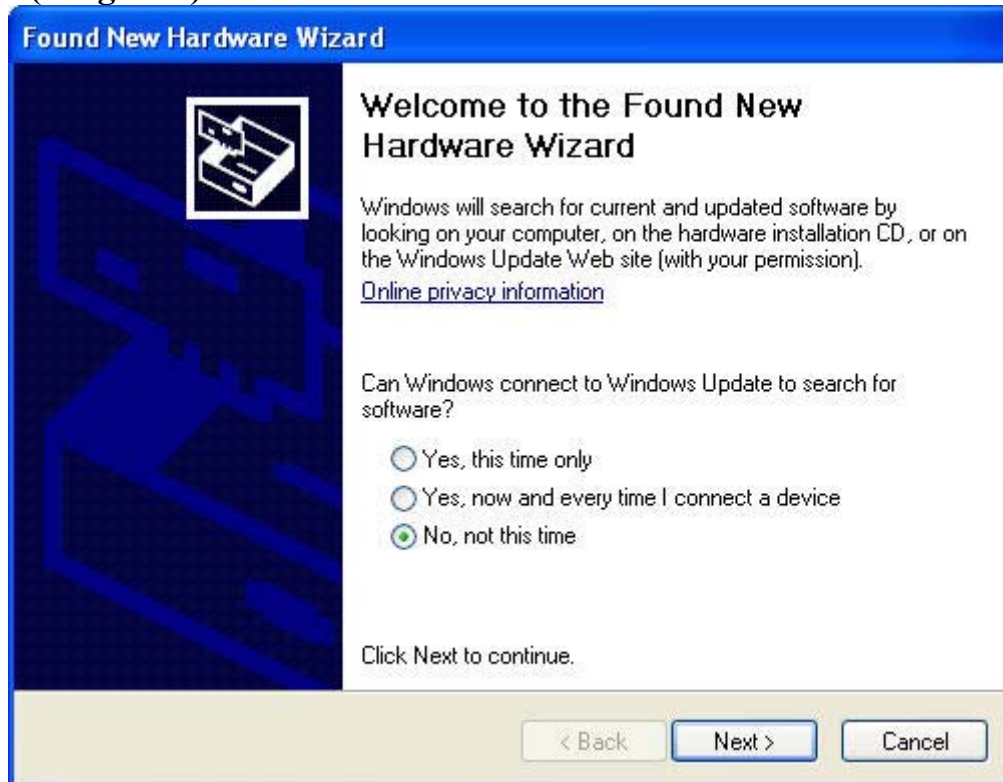 Found New Hardware Wizard
Welcome to the Found New
Hardware Wizard
Windows will search for current and updated software by
looking on your computer, on the hardware installation CD, or on
the Windows Update Web site (with your permission).
Online privacy information
Can Windows connect to Windows Update to search for
software?
Yes, this time only
Yes, now and every time I connect a device
No, not this time
Click Next to continue.
< Back
Next >
Cancel